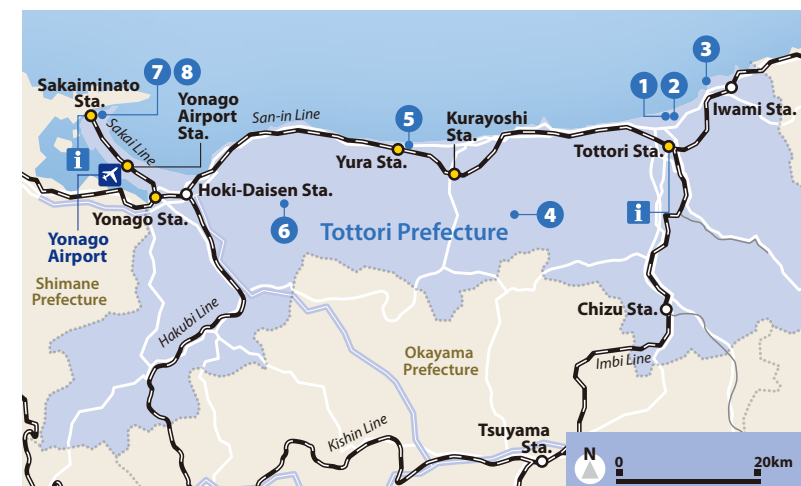 3
7 8
Sakaiminato
Sta.
Yonago
Airport
Sta.
1 2
San-in Line
Iwami Sta.
Sakai Line
5
Kurayoshi
Sta.
i
Yura Sta.
Tottori Sta.
Hoki-Daisen Sta.
Yonago Sta.
6
4
i
Tottori Prefecture
Yonago
Airport
Shimane
Prefecture
Hakubi Line
Chizu Sta.
Okayama
Prefecture
Imbi Line
Kishin Line
Tsuyama
Sta.
N
0 20km